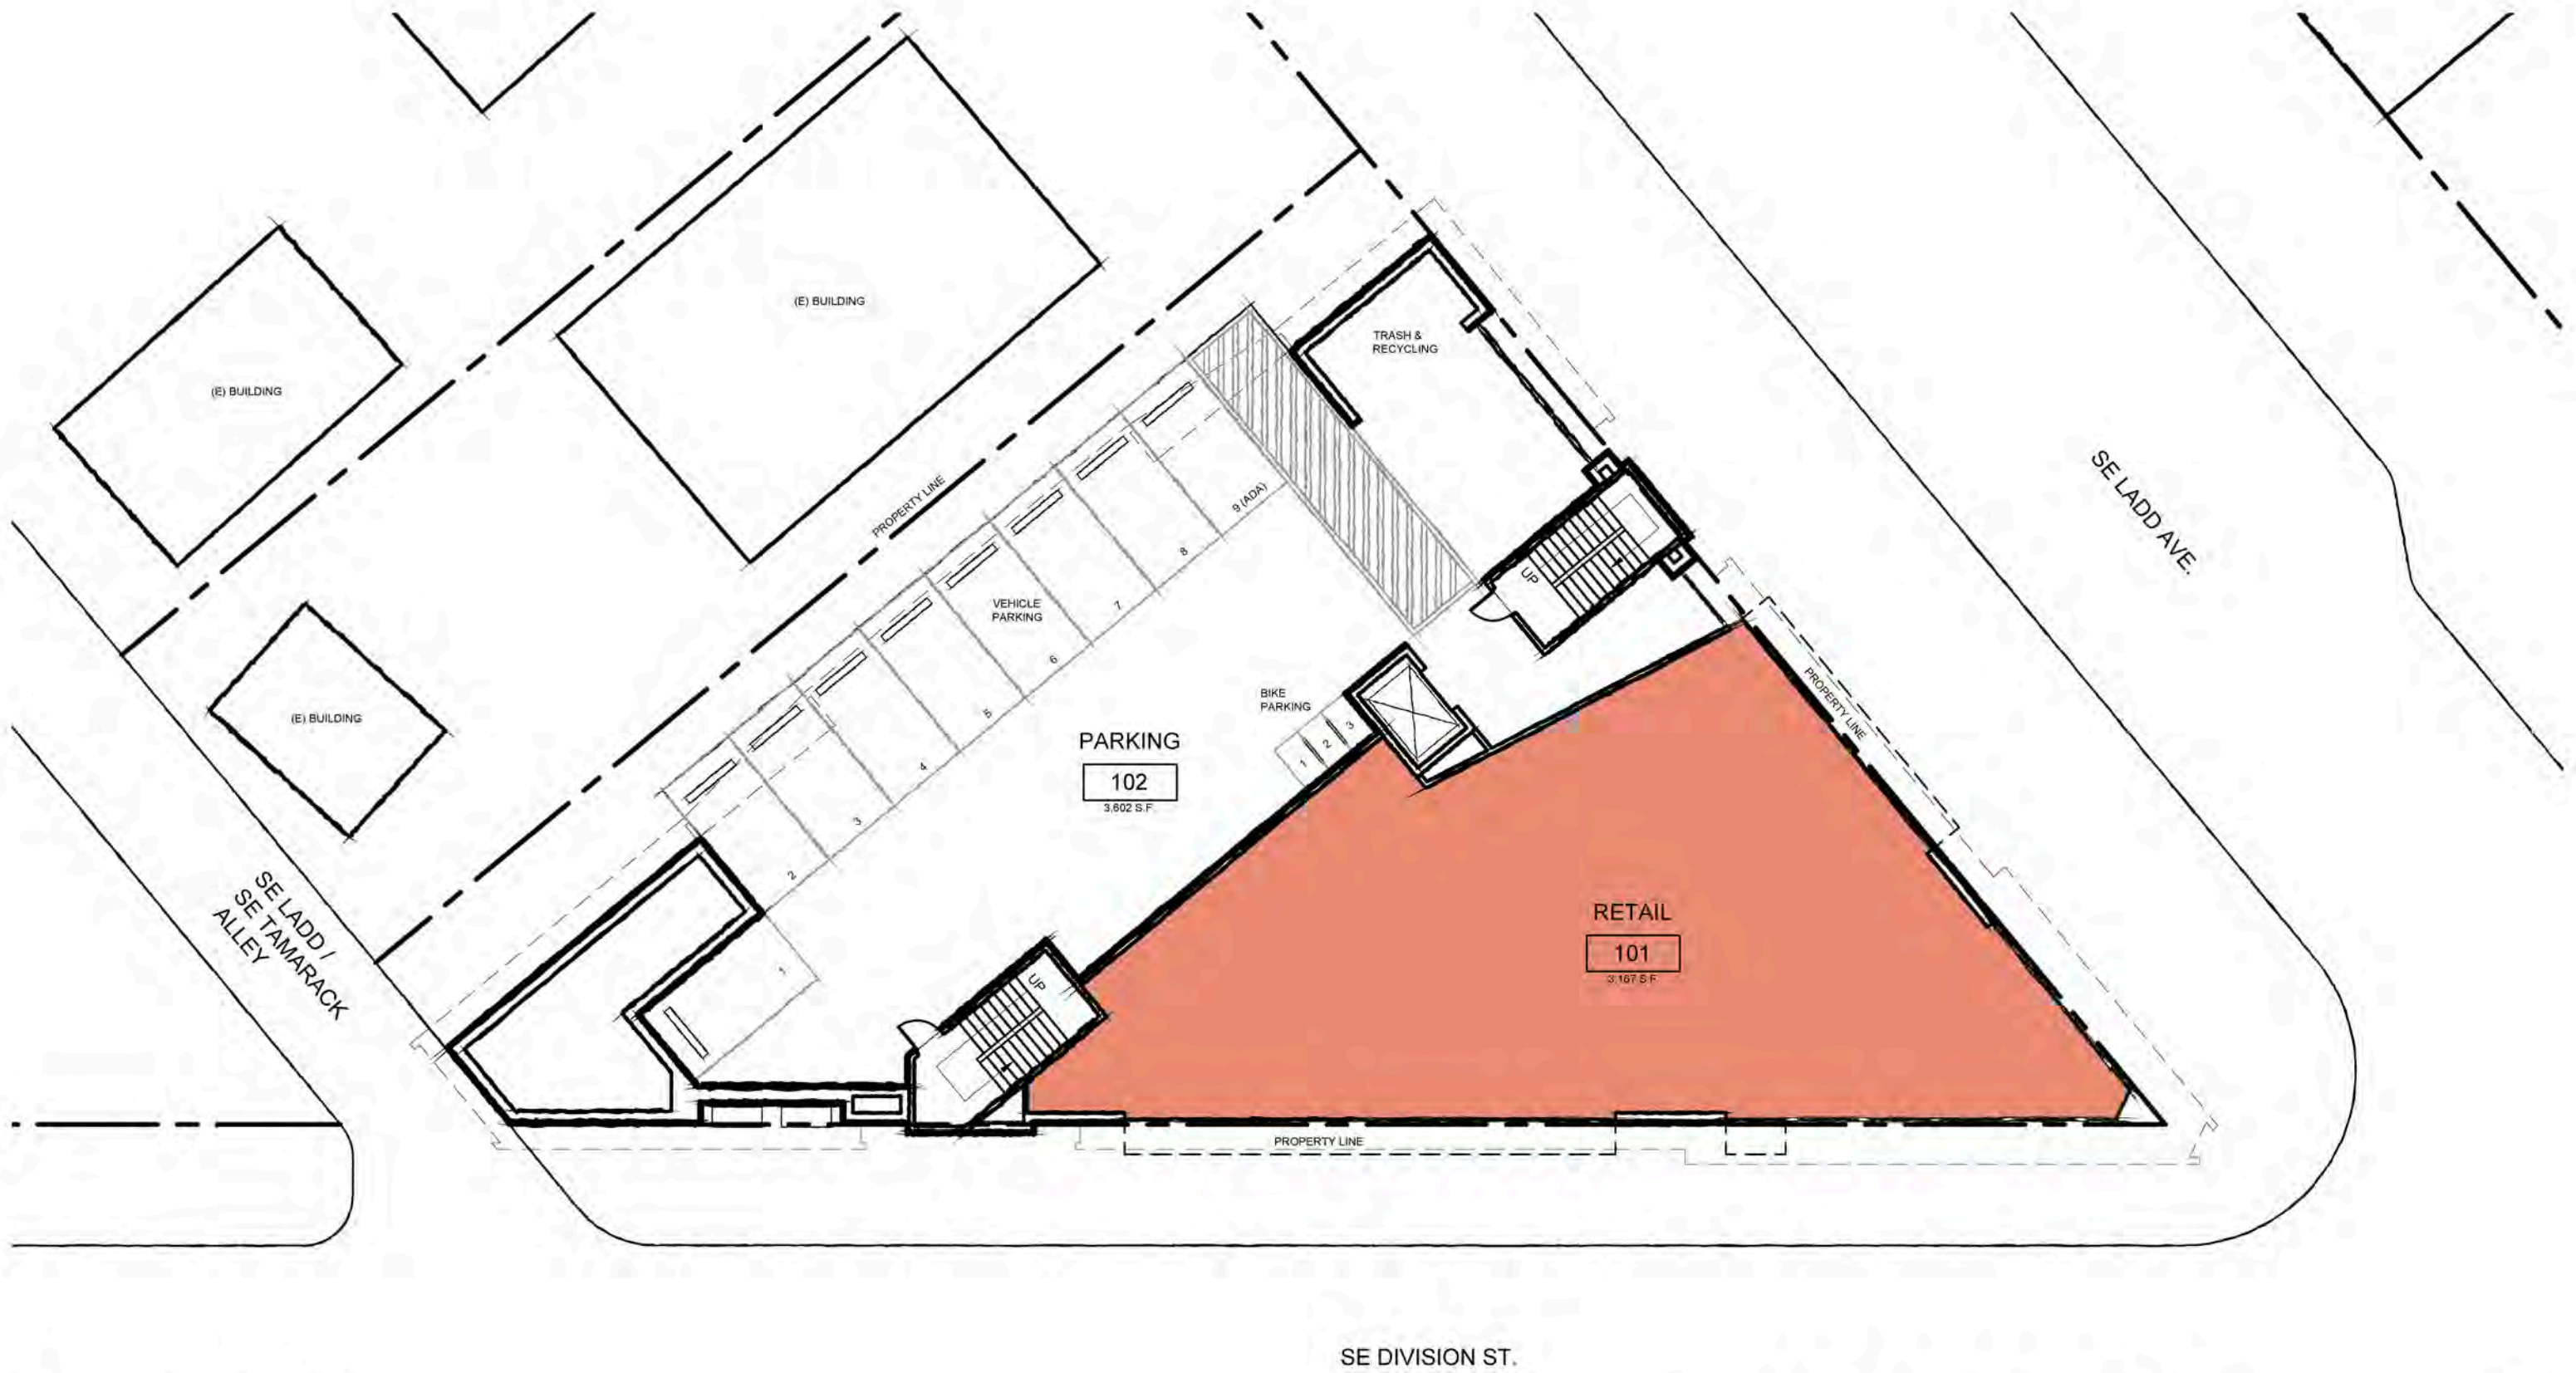 (E) BUILDING
TRASH &
RECYCLING
(E) BUILDING
SE LADD AVE.
PROPERTY LINE
9 (ADA)
8
UP
VEHICLE
PARKING
7
6
BIKE
PARKING
PROPERTY LINE
(E) BUILDING
5
3
2
1
PARKING
102
3,602 S.F.
4
3
2
SE LADD /
SE TAMARACK
ALLEY
RETAIL
101
3,167 S.F.
1
UP
PROPERTY LINE
SE DIVISION ST.